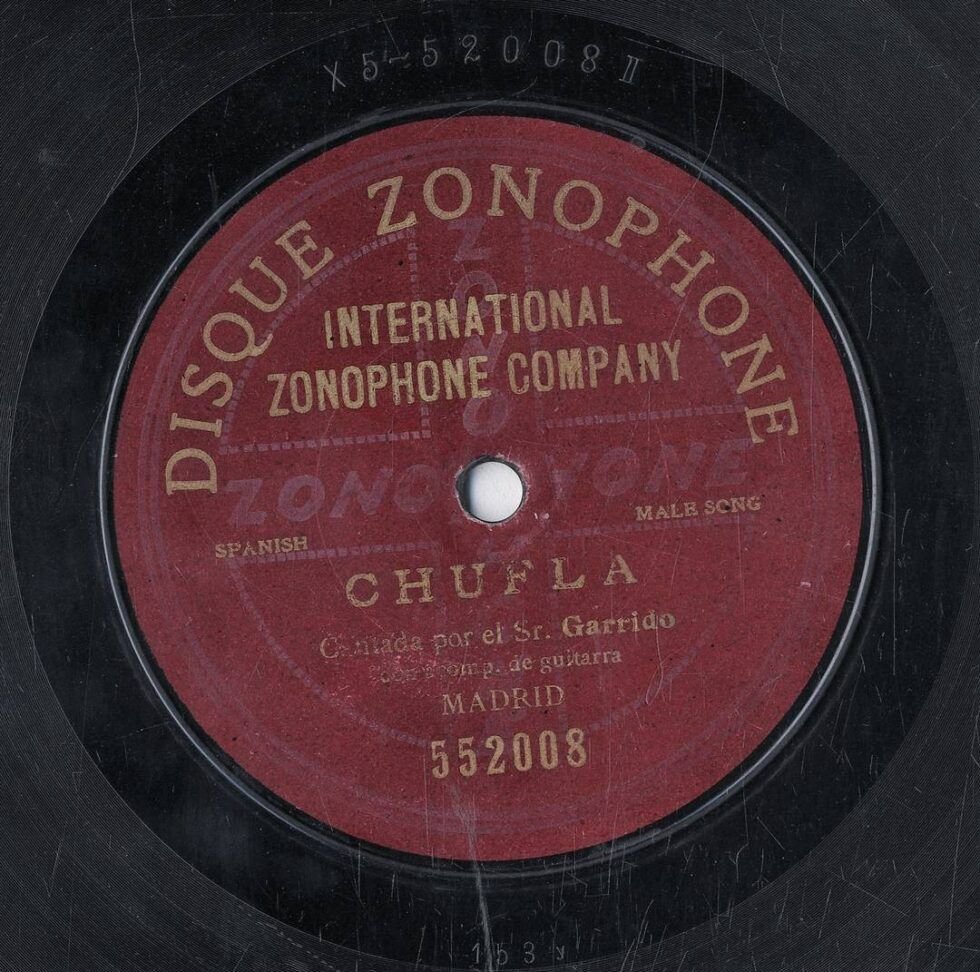 X 5-52008 II
DISQUE ZONOPHONE
INTERNATIONAL
ZONOPHONE COMPANY
ZONOPHONE
SPANISH
MALE SONG
CHUFLA
Cantada por el Sr. Garrido
con acomp. de guitarra
MADRID
552008